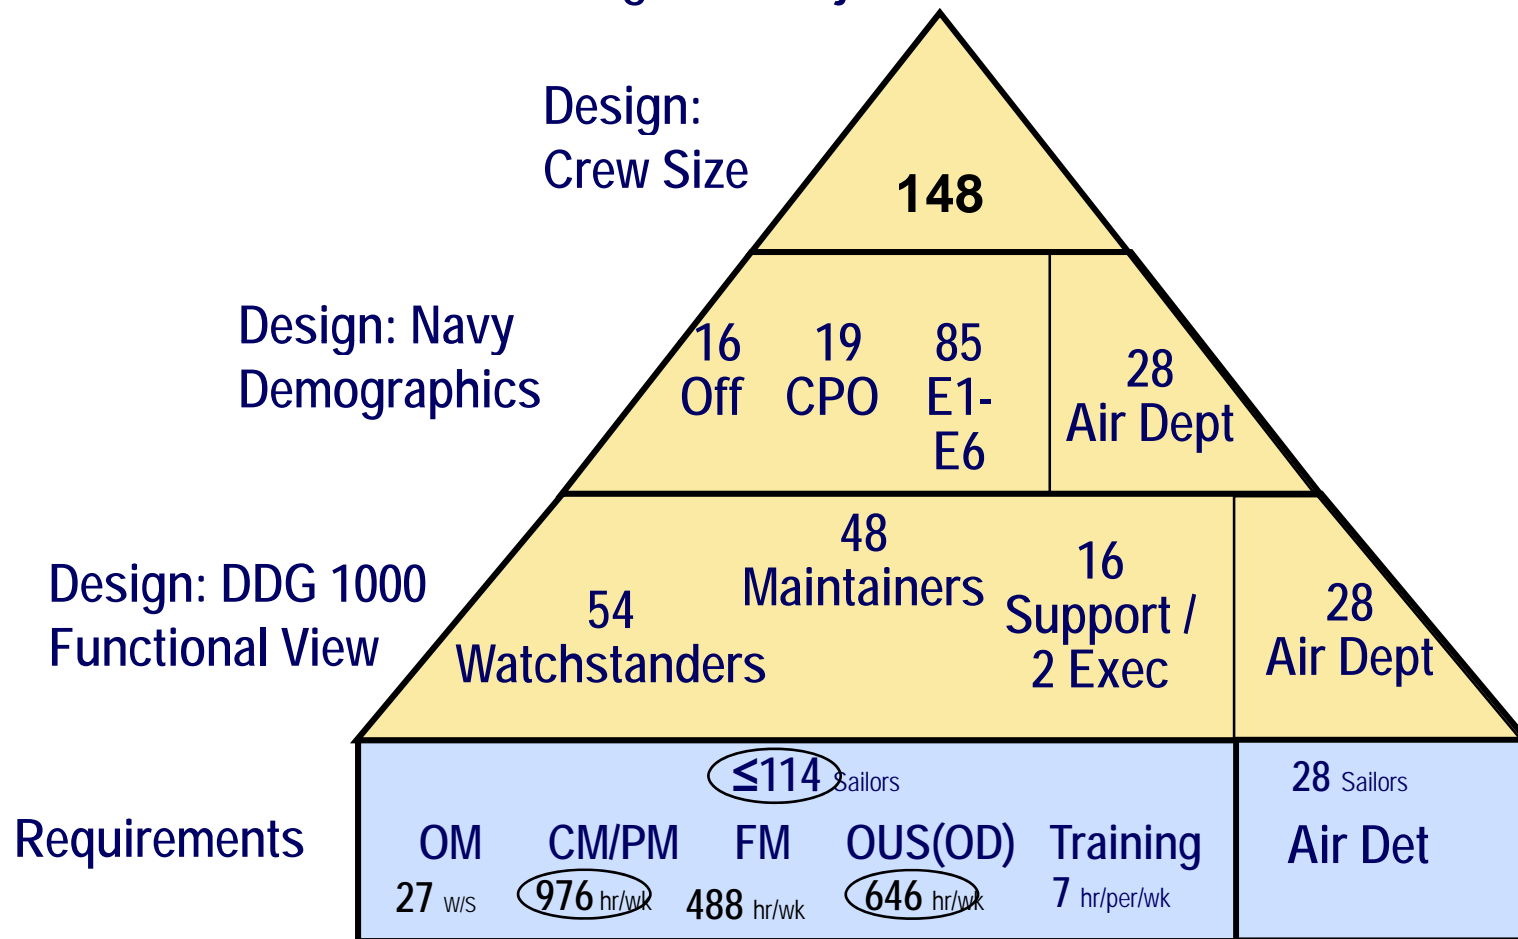 Design:
Crew Size
148
Design: Navy
Demographics
16
Off
19
CPO
85
E1-
E6
28
Air Dept
Design: DDG 1000
Functional View
54
Watchstanders
48
Maintainers
16
Support /
2 Exec
28
Air Dept
Requirements
≤114 Sailors
OM
27 W/S
CM/PM
976 hr/wk
FM
488 hr/wk
OUS(OD)
646 hr/wk
Training
7 hr/per/wk
28 Sailors
Air Det